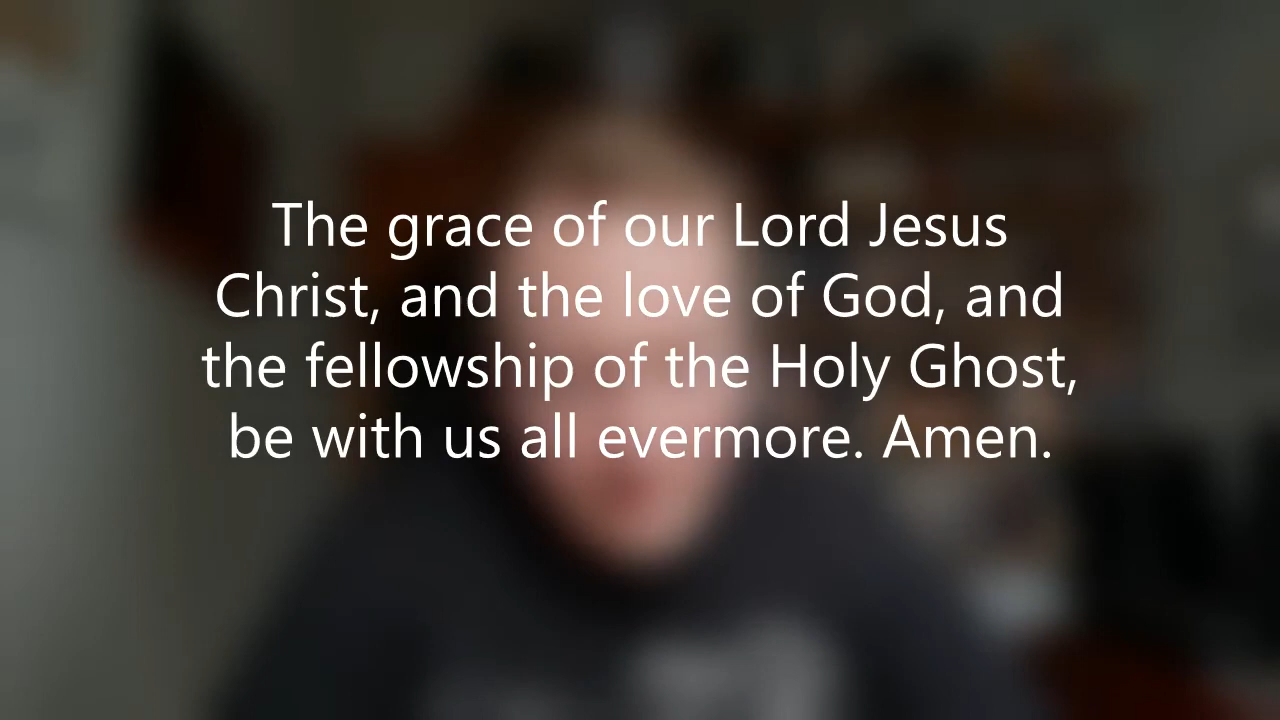 The grace of our Lord Jesus
Christ, and the love of God, and
the fellowship of the Holy Ghost,
be with us all evermore. Amen.